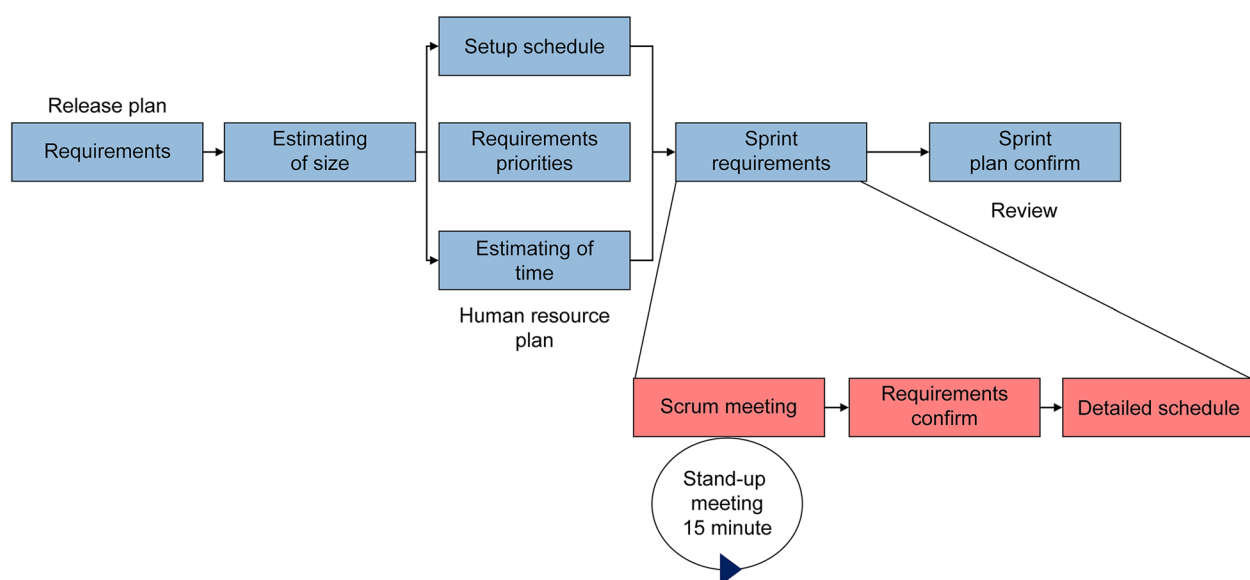 Release plan
Requirements
Estimating
of size
Setup schedule
Requirements
priorities
Estimating of
time
Human resource
plan
Sprint
requirements
Sprint
plan confirm
Review
Scrum meeting
Requirements
confirm
Detailed schedule
Stand-up
meeting
15 minute